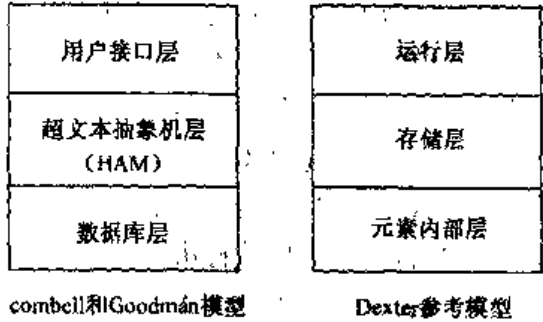 用户接口层
超文本抽象机层
（HAM）
数据库层
combell和Goodman模型
运行层
存储层
元素内部层
Dexter参考模型